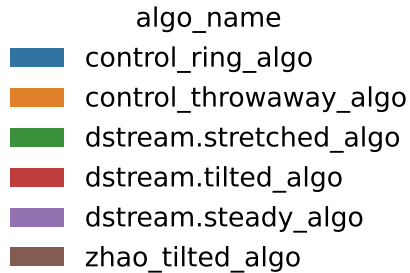 algo_name
control_ring_algo
control_throwaway_algo
dstream.stretched_algo
dstream.tilted_algo
dstream.steady_algo
zhao_tilted_algo